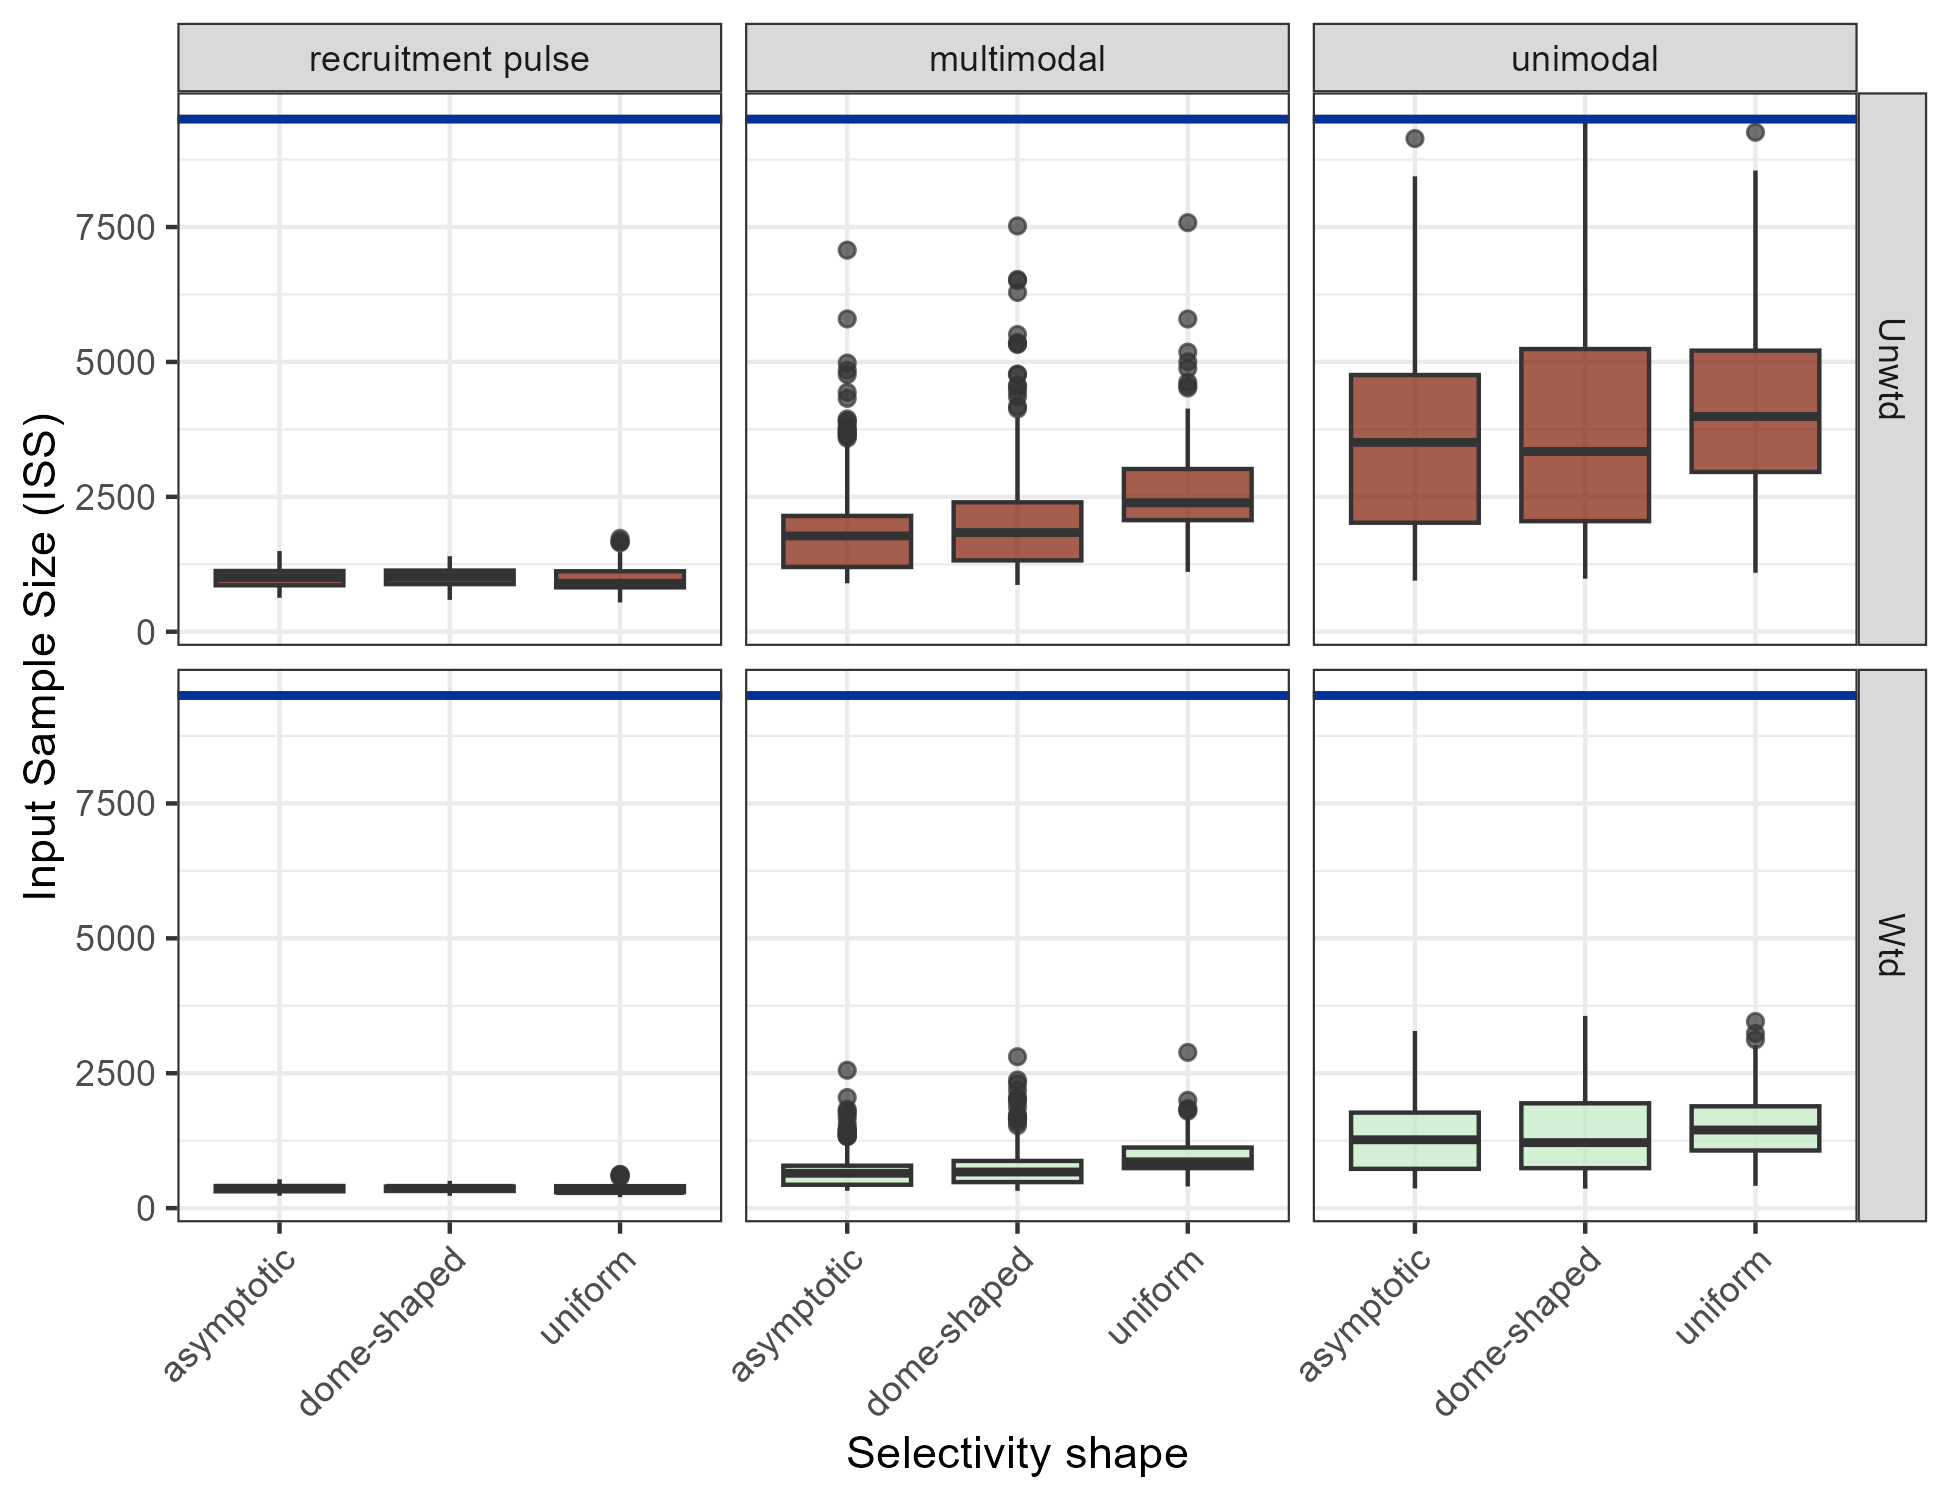 recruitment pulse
multimodal
unimodal
Input Sample Size (ISS)
7500
5000
2500
0
Unwtd
7500
5000
2500
0
Wtd
asymptotic
dome-shaped
uniform
asymptotic
dome-shaped
uniform
asymptotic
dome-shaped
uniform
Selectivity shape